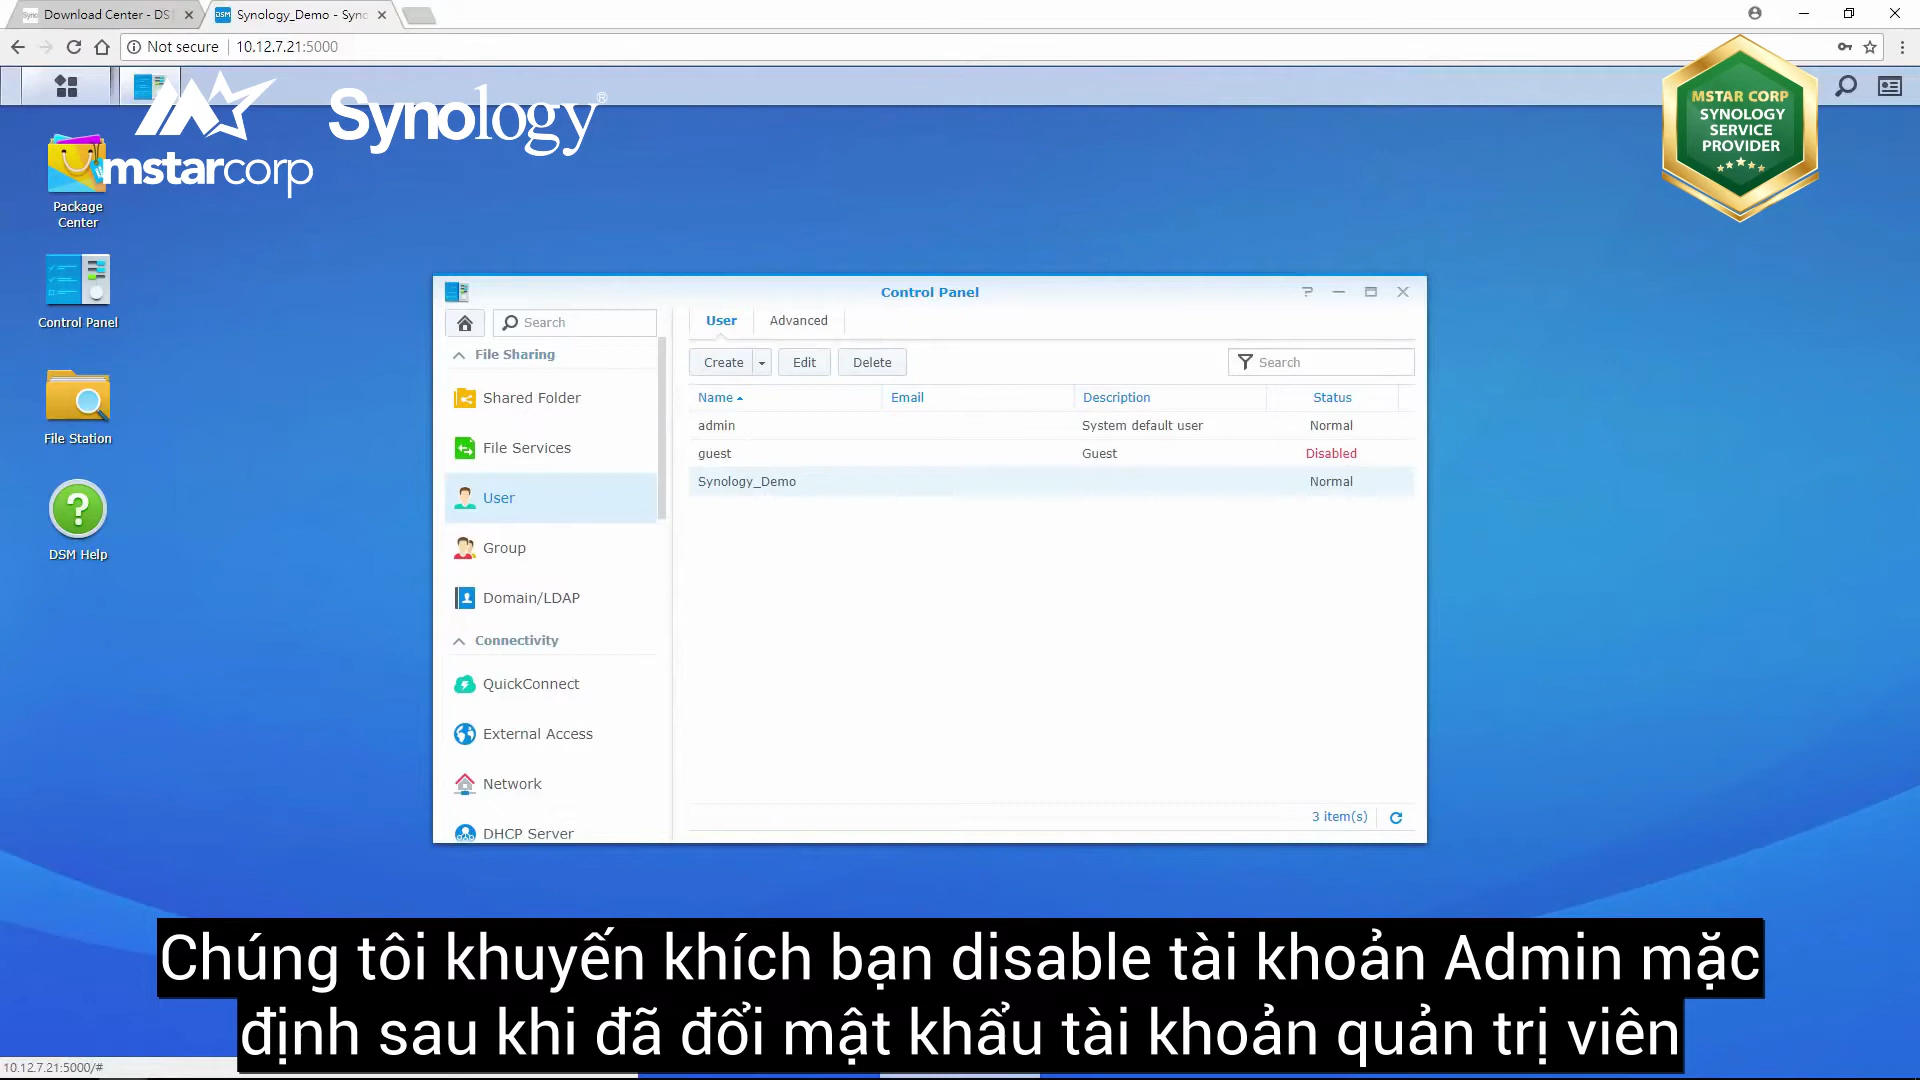 Download Center - DS
Synology_Demo - Syno
Not secure
10.12.7.21:5000
mstarcorp
Synology®
MSTAR CORP
SYNOLOGY
SERVICE
PROVIDER
Package
Center
Control Panel
File Station
DSM Help
Control Panel
Search
File Sharing
Shared Folder
File Services
User
Group
Domain/LDAP
Connectivity
QuickConnect
External Access
Network
DHCP Server
User
Advanced
Create
Edit
Delete
Search
Name
Email
Description
Status
admin
System default user
Normal
guest
Guest
Disabled
Synology_Demo
Normal
3 item(s)
Chúng tôi khuyến khích bạn disable tài khoản Admin mặc
định sau khi đã đổi mật khẩu tài khoản quản trị viên
10.12.7.21:5000/#